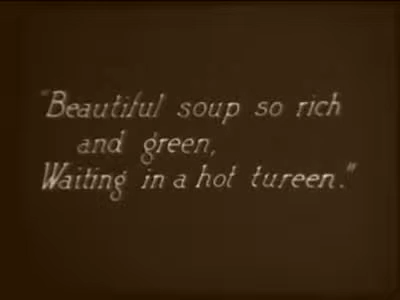 "Beautiful soup so rich
and green,
Waiting in a hot tureen."